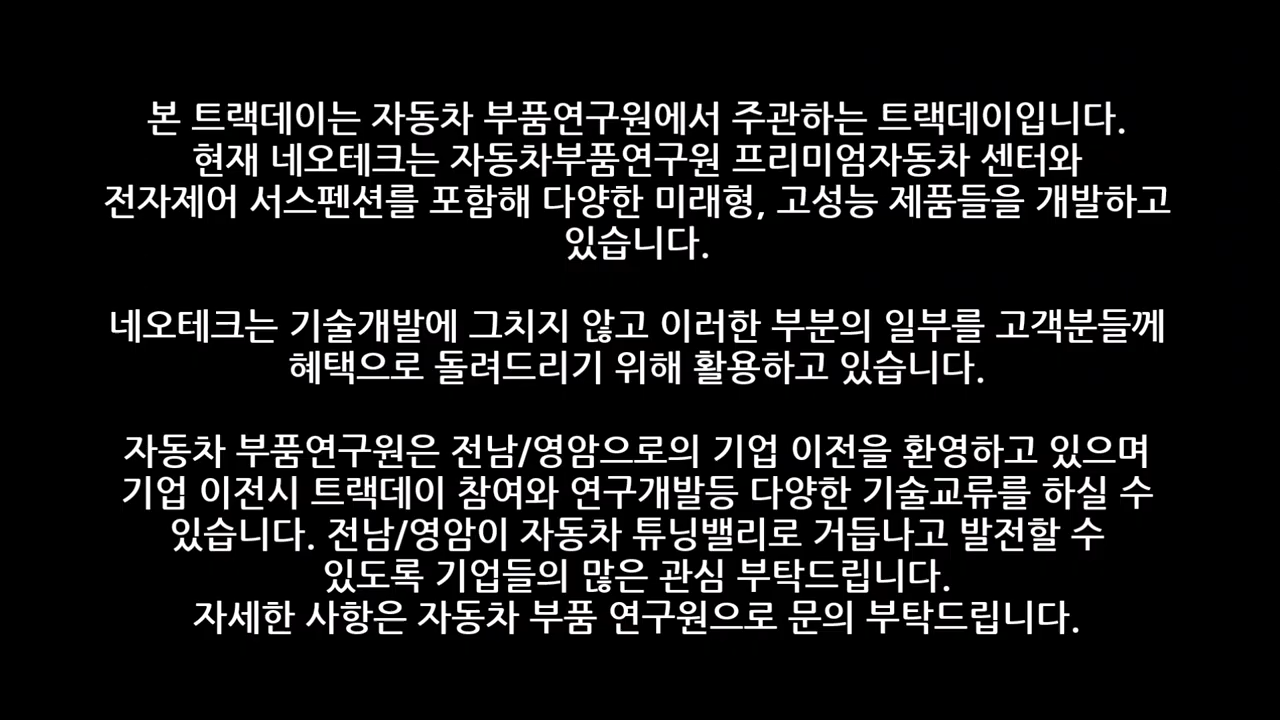 본 트랙데이는 자동차 부품연구원에서 주관하는 트랙데이입니다.
현재 네오테크는 자동차부품연구원 프리미엄자동차 센터와
전자제어 서스펜션를 포함해 다양한 미래형, 고성능 제품들을 개발하고
있습니다.
네오테크는 기술개발에 그치지 않고 이러한 부분의 일부를 고객분들께
혜택으로 돌려드리기 위해 활용하고 있습니다.
자동차 부품연구원은 전남/영암으로의 기업 이전을 환영하고 있으며
기업 이전시 트랙데이 참여와 연구개발등 다양한 기술교류를 하실 수
있습니다. 전남/영암이 자동차 튜닝밸리로 거듭나고 발전할 수
있도록 기업들의 많은 관심 부탁드립니다.
자세한 사항은 자동차 부품 연구원으로 문의 부탁드립니다.